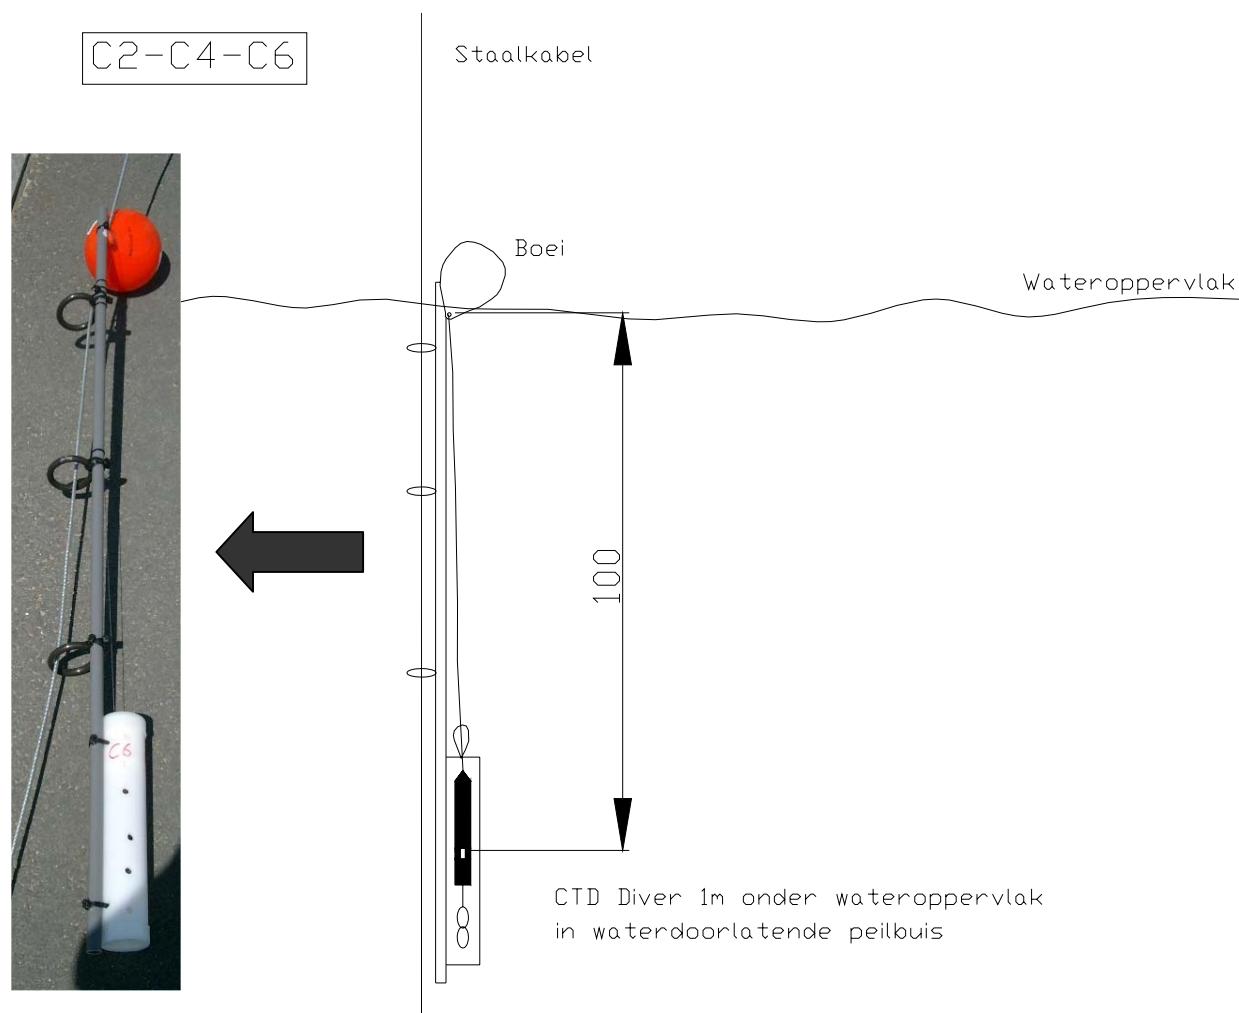 C2-C4-C6
Staalkabel
Boei
Wateroppervlak
100
C6
CTD Diver 1m onder wateroppervlak
in waterdoorlatende peilbuis